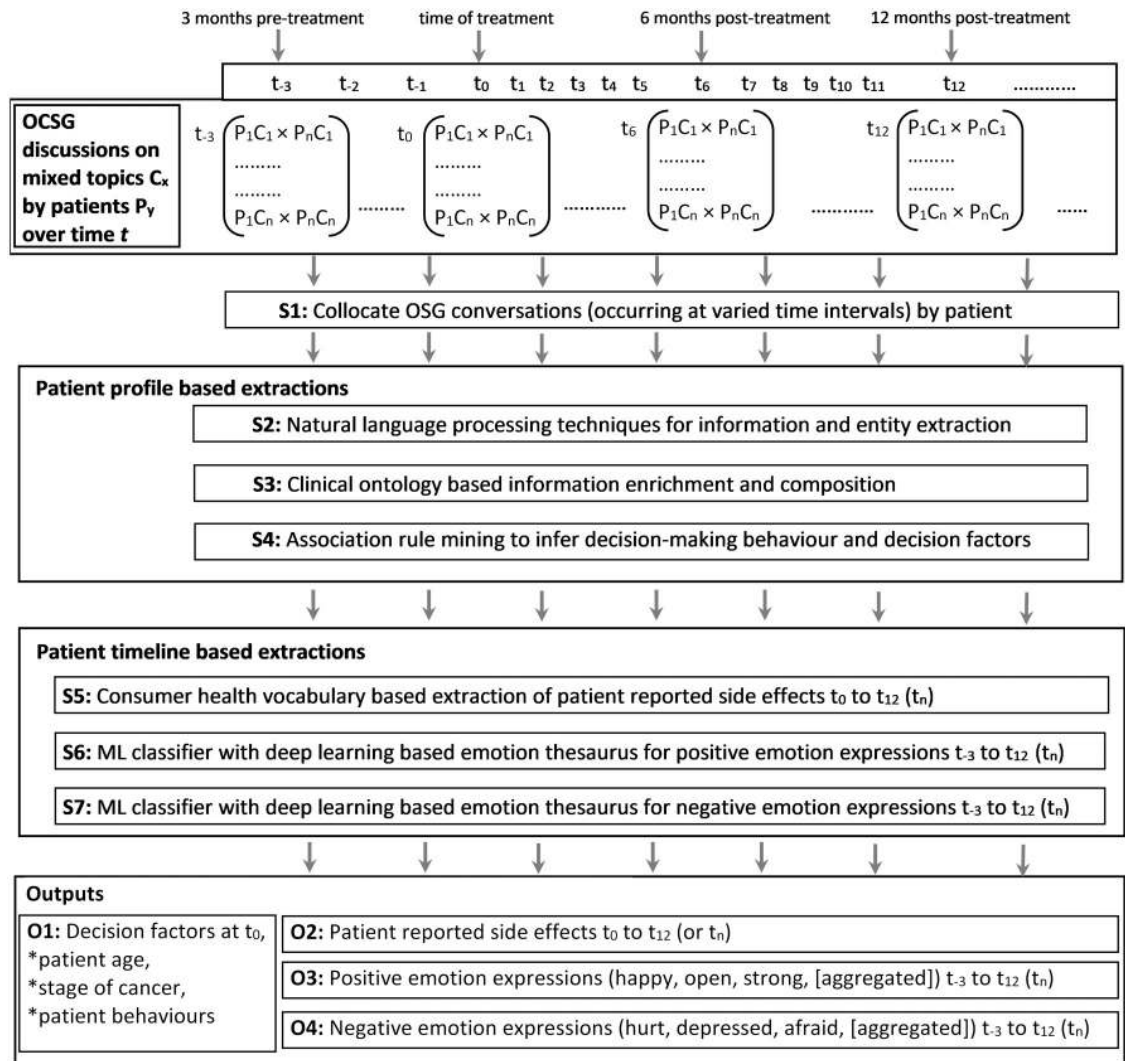 3 months pre-treatment time of treatment 6 months post-treatment 12 months post-treatment
t-3 t-2 t-1 t0 t1 t2 t3 t4 t5 t6 t7 t8 t9 t10 t11 t12 ............
OCSG
discussions on
mixed topics Cx
by patients Py
over time t
t-3 P1C1 × PnC1
.........
.........
P1Cn × PnCn
.........
t0 P1C1 × PnC1
.........
.........
P1Cn × PnCn
............
t6 P1C1 × PnC1
.........
.........
P1Cn × PnCn
............
t12 P1C1 × PnC1
.........
.........
P1Cn × PnCn
......
S1: Collocate OSG conversations (occurring at varied time intervals) by patient
Patient profile based extractions
S2: Natural language processing techniques for information and entity extraction
S3: Clinical ontology based information enrichment and composition
S4: Association rule mining to infer decision-making behaviour and decision factors
Patient timeline based extractions
S5: Consumer health vocabulary based extraction of patient reported side effects t0 to t12 (tn)
S6: ML classifier with deep learning based emotion thesaurus for positive emotion expressions t-3 to t12 (tn)
S7: ML classifier with deep learning based emotion thesaurus for negative emotion expressions t-3 to t12 (tn)
Outputs
O1: Decision factors at t0,
*patient age,
*stage of cancer,
*patient behaviours
O2: Patient reported side effects t0 to t12 (or tn)
O3: Positive emotion expressions (happy, open, strong, [aggregated]) t-3 to t12 (tn)
O4: Negative emotion expressions (hurt, depressed, afraid, [aggregated]) t-3 to t12 (tn)